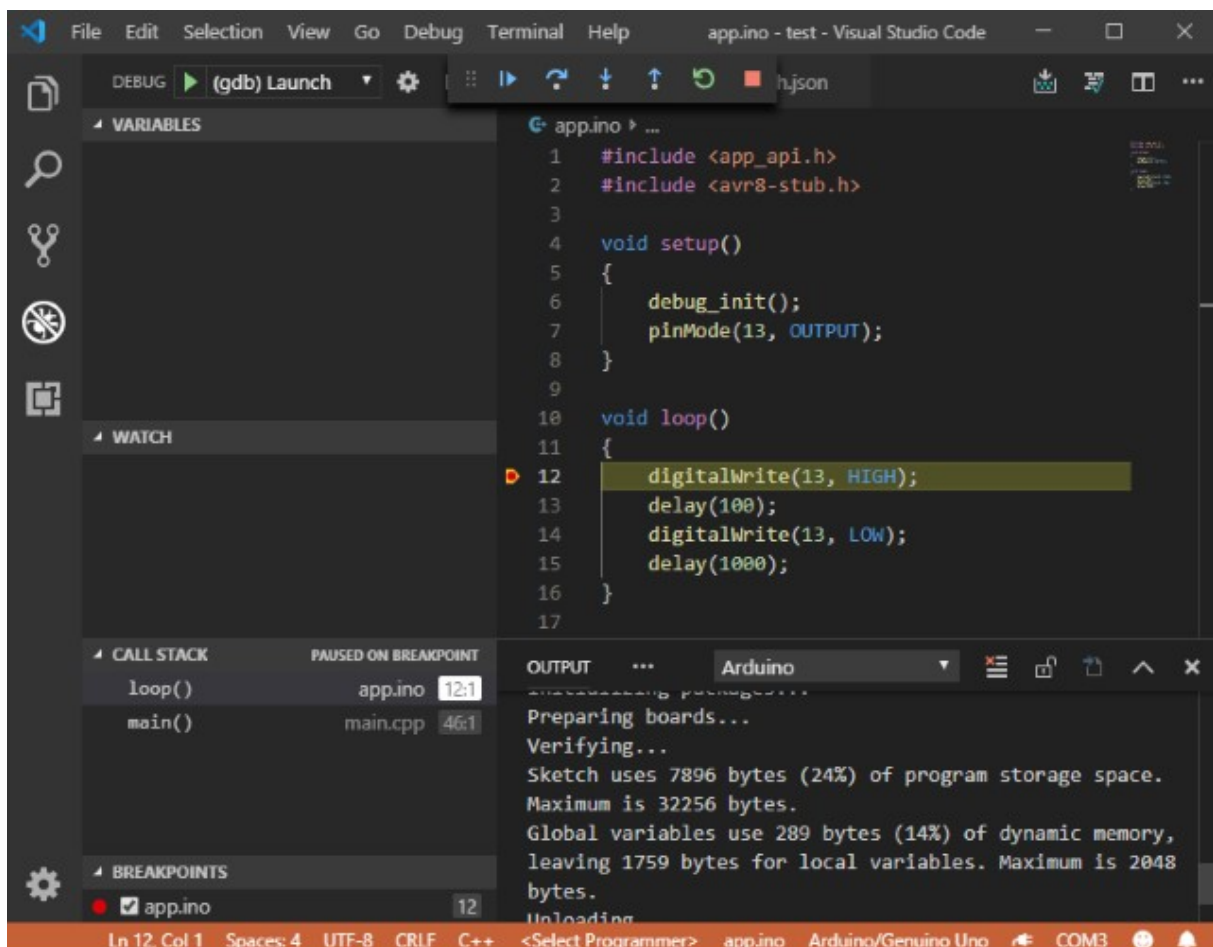 File Edit Selection View Go Debug Terminal Help app.ino - test - Visual Studio Code
DEBUG (gdb) Launch h.json
VARIABLES
WATCH
CALL STACK PAUSED ON BREAKPOINT
loop() app.ino 12:1
main() main.cpp 46:1
BREAKPOINTS
app.ino 12
app.ino ...
1 #include <app_api.h>
2 #include <avr8-stub.h>
3
4 void setup()
5 {
6 debug_init();
7 pinMode(13, OUTPUT);
8 }
9
10 void loop()
11 {
12 digitalWrite(13, HIGH);
13 delay(100);
14 digitalWrite(13, LOW);
15 delay(1000);
16 }
17
OUTPUT ... Arduino
Initializing packages...
Preparing boards...
Verifying...
Sketch uses 7896 bytes (24%) of program storage space.
Maximum is 32256 bytes.
Global variables use 289 bytes (14%) of dynamic memory,
leaving 1759 bytes for local variables. Maximum is 2048
bytes.
Uploading
Ln 12, Col 1 Spaces: 4 UTF-8 CRLF C++ <Select Programmer> app.ino Arduino/Genuino Uno COM3